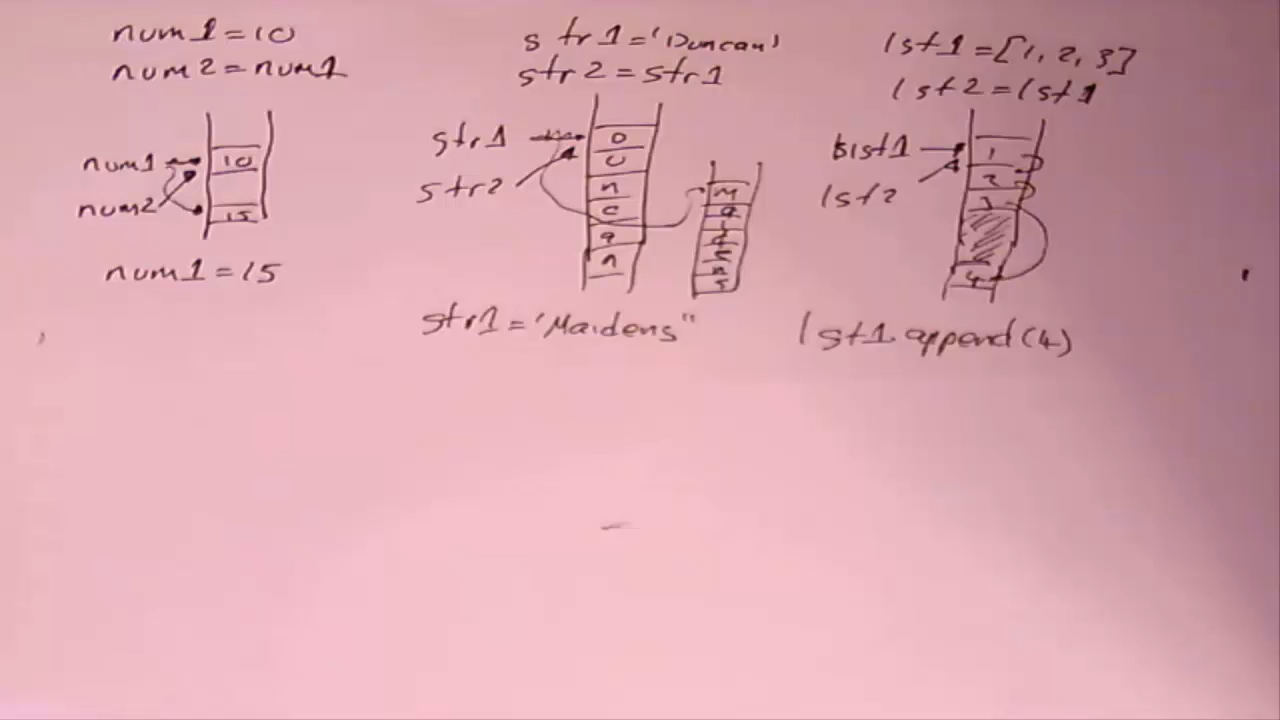 num1=10
num2=num1
num1
10
num2
15
num1=15
str1='Duncan'
str2=str1
str1
str2
D
u
n
c
a
n
M
a
str1='Maidens"
lst1=[1,2,3]
lst2=lst1
lst1
lst2
1
2
3
4
lst1.append(4)